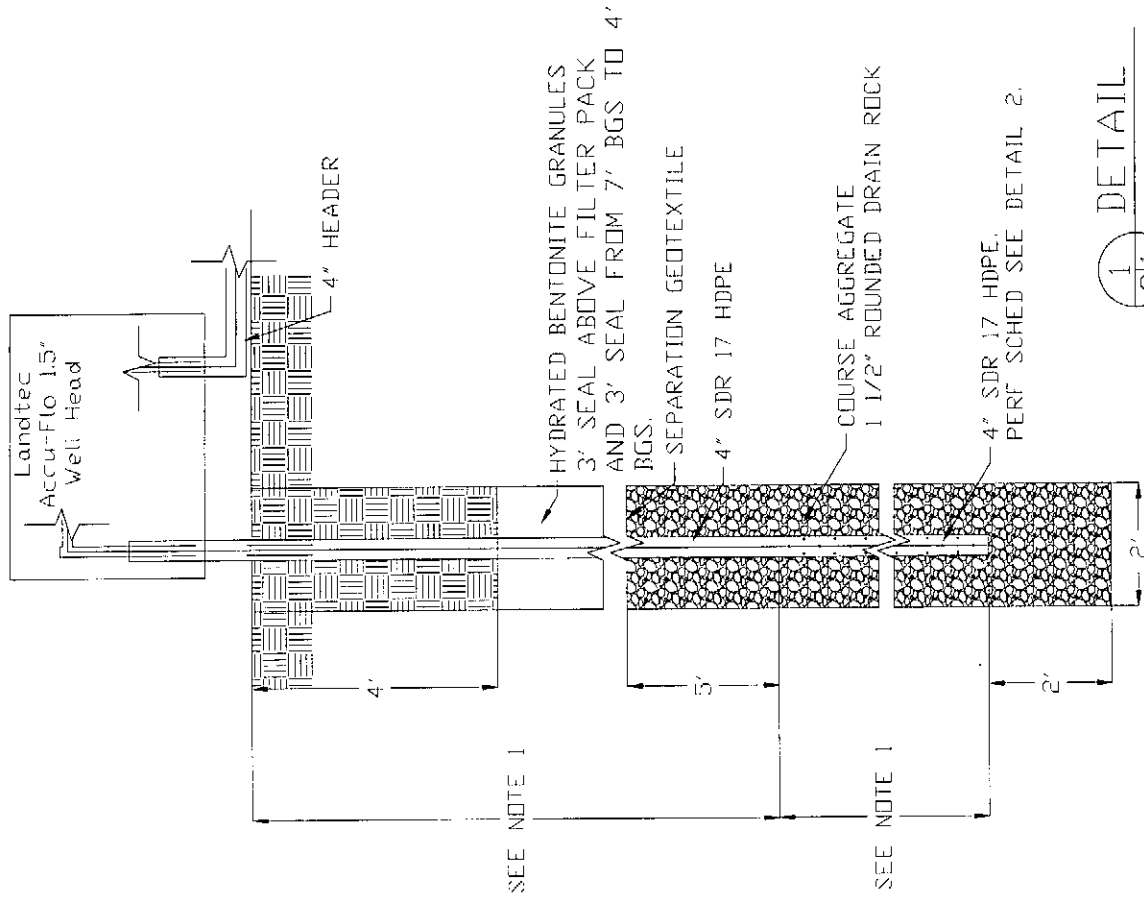 Landtec
Accu-Flo 1.5"
Well Head
4" HEADER
HYDRATED BENTONITE GRANULES
3' SEAL ABOVE FILTER PACK
AND 3' SEAL FROM 7' BGS TO 4'
BGS.
SEPARATION GEOTEXTILE
4" SDR 17 HDPE
COURSE AGGREGATE
1 1/2" ROUNDED DRAIN ROCK
4" SDR 17 HDPE.
PERF SCHED SEE DETAIL 2.
4'
5'
2'
2'
SEE NOTE 1
SEE NOTE 1
1
DETAIL